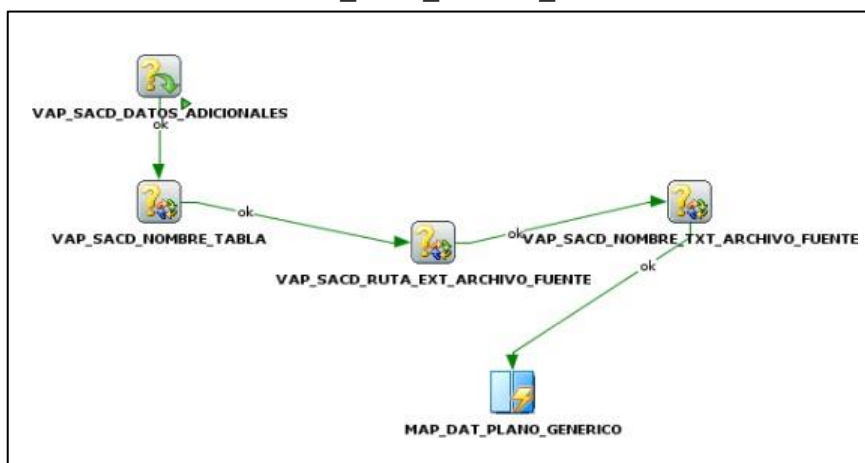 VAP_SACD_DATOS_ADICIONALES
ok
VAP_SACD_NOMBRE_TABLA
ok
VAP_SACD_RUTA_EXT_ARCHIVO_FUENTE
ok
VAP_SACD_NOMBRE_TXT_ARCHIVO_FUENTE
ok
MAP_DAT_PLANO_GENERICO